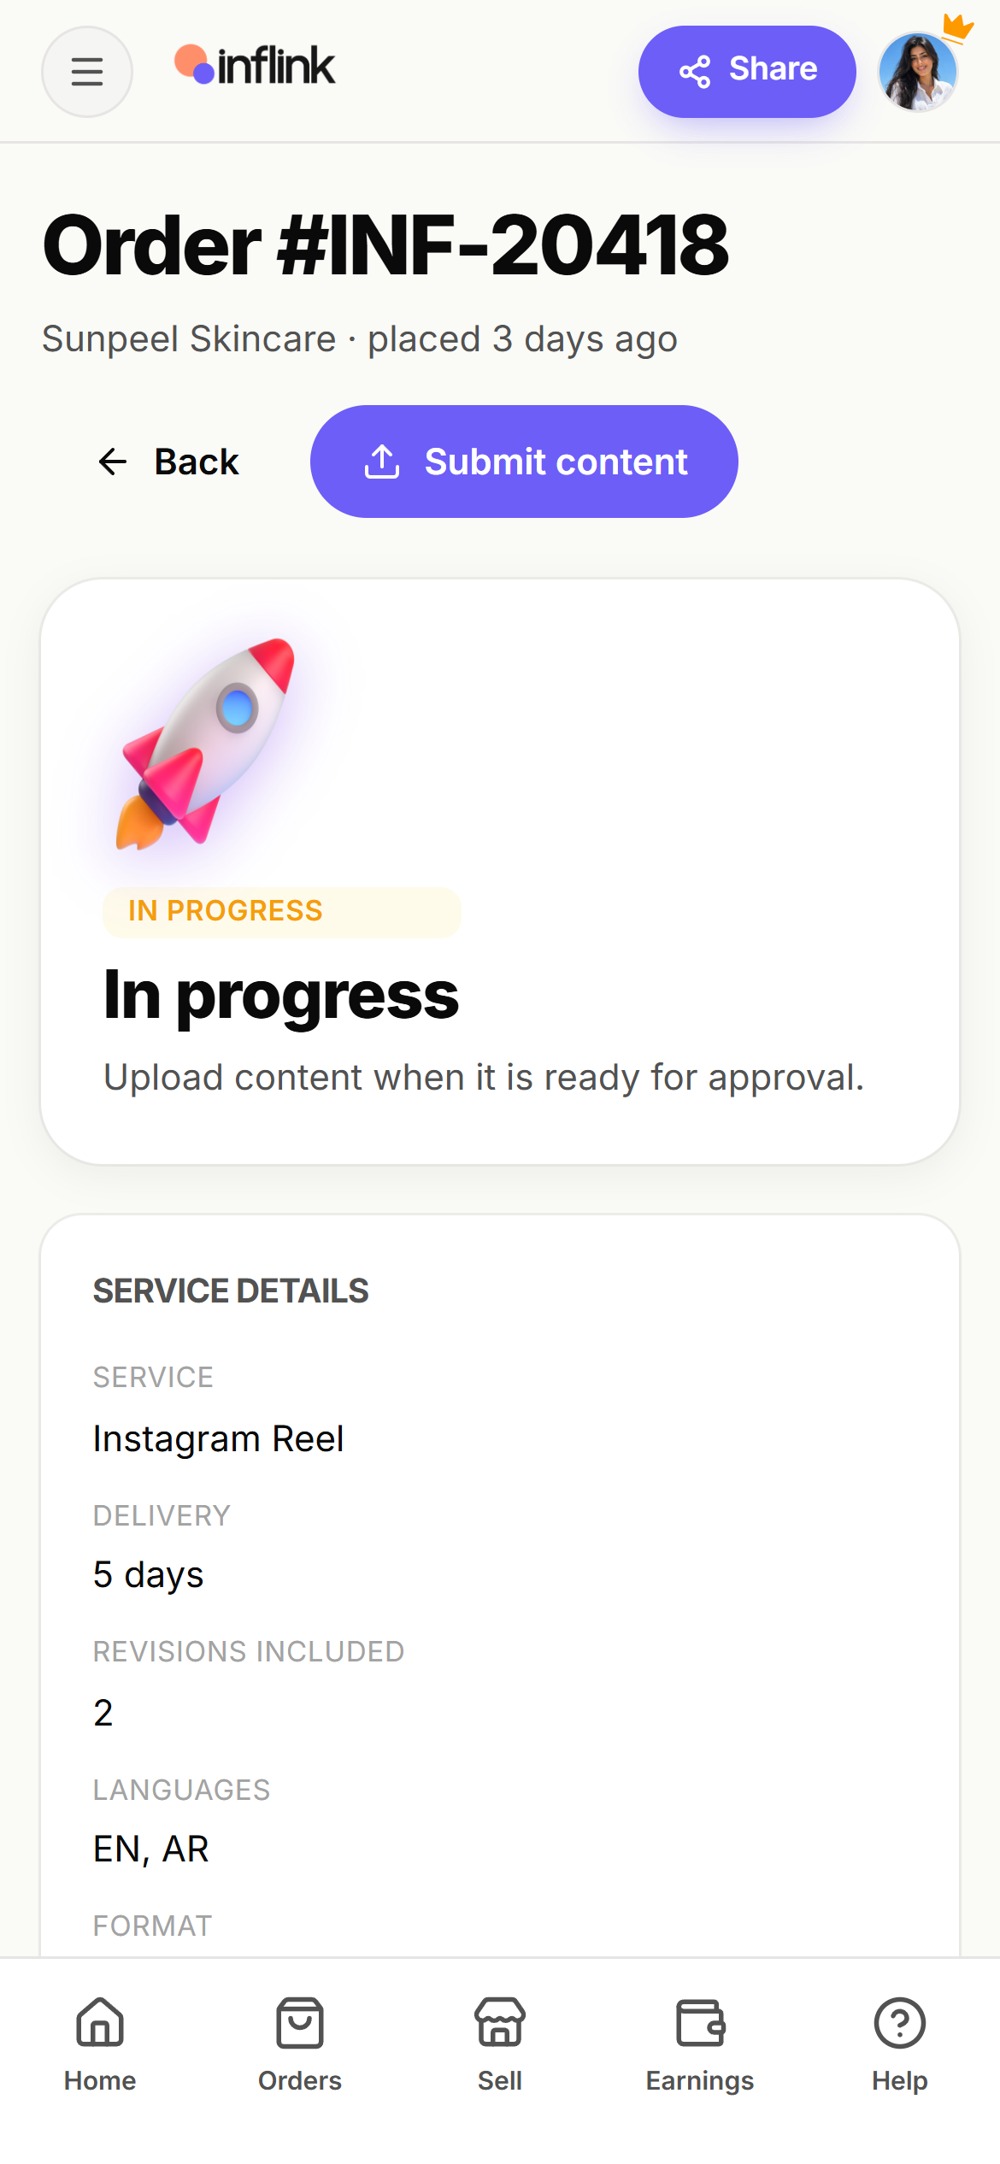 inflink
Share
Order #INF-20418
Sunpeel Skincare · placed 3 days ago
Back
Submit content
IN PROGRESS
In progress
Upload content when it is ready for approval.
SERVICE DETAILS
SERVICE
Instagram Reel
DELIVERY
5 days
REVISIONS INCLUDED
2
LANGUAGES
EN, AR
FORMAT
Home
Orders
Sell
Earnings
Help